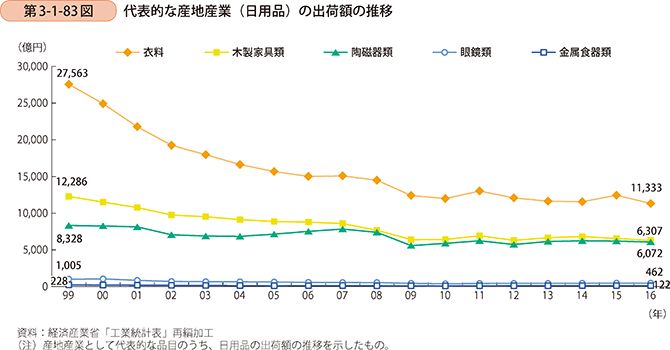 第3-1-83図 代表的な産地産業（日用品）の出荷額の推移
（億円）
衣料 木製家具類 陶磁器類 眼鏡類 金属食器類
30,000
27,563
25,000
20,000
15,000
12,286
11,333
10,000
8,328
6,307
6,072
5,000
1,005
462
228
122
0
99 00 01 02 03 04 05 06 07 08 09 10 11 12 13 14 15 16
（年）
資料：経済産業省「工業統計表」再編加工
（注）産地産業として代表的な品目のうち、日用品の出荷額の推移を示したもの。